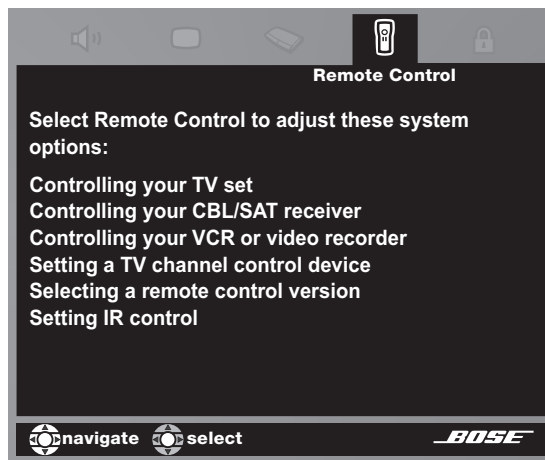 Remote Control
Select Remote Control to adjust these system
options:
Controlling your TV set
Controlling your CBL/SAT receiver
Controlling your VCR or video recorder
Setting a TV channel control device
Selecting a remote control version
Setting IR control
navigate select BOSE